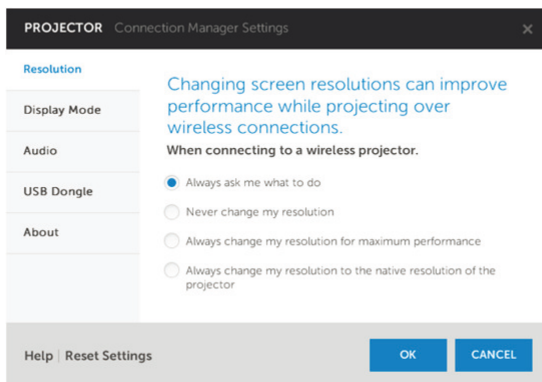 PROJECTOR Connection Manager Settings
Resolution
Display Mode
Audio
USB Dongle
About
Changing screen resolutions can improve
performance while projecting over
wireless connections.
When connecting to a wireless projector.
Always ask me what to do
Never change my resolution
Always change my resolution for maximum performance
Always change my resolution to the native resolution of the
projector
Help | Reset Settings
OK
CANCEL